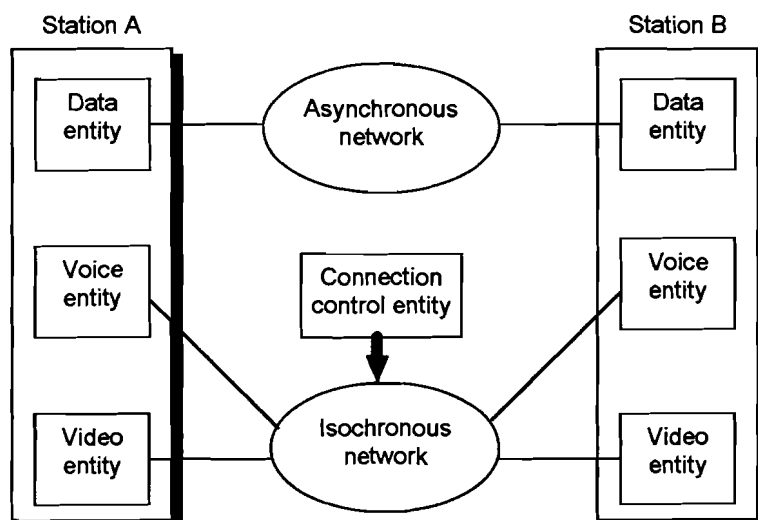 Station A
Station B
Data
entity
Asynchronous
network
Data
entity
Voice
entity
Connection
control entity
Voice
entity
Video
entity
Isochronous
network
Video
entity